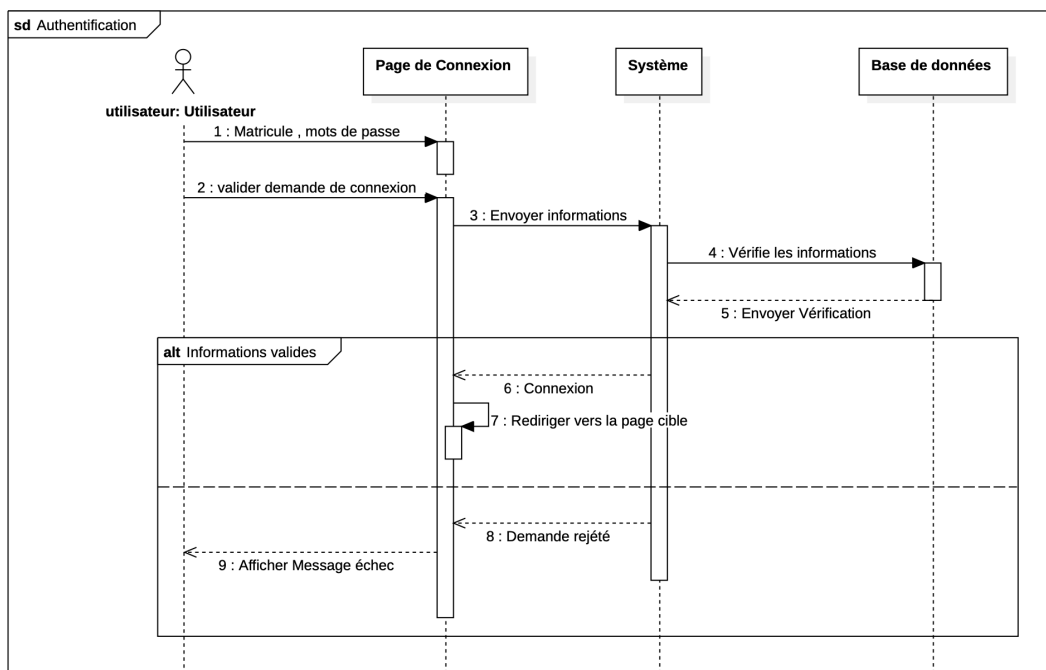 sd Authentification
Page de Connexion
Système
Base de données
utilisateur: Utilisateur
1 : Matricule , mots de passe
2 : valider demande de connexion
3 : Envoyer informations
4 : Vérifie les informations
5 : Envoyer Vérification
alt Informations valides
6 : Connexion
7 : Rediriger vers la page cible
8 : Demande rejété
9 : Afficher Message échec